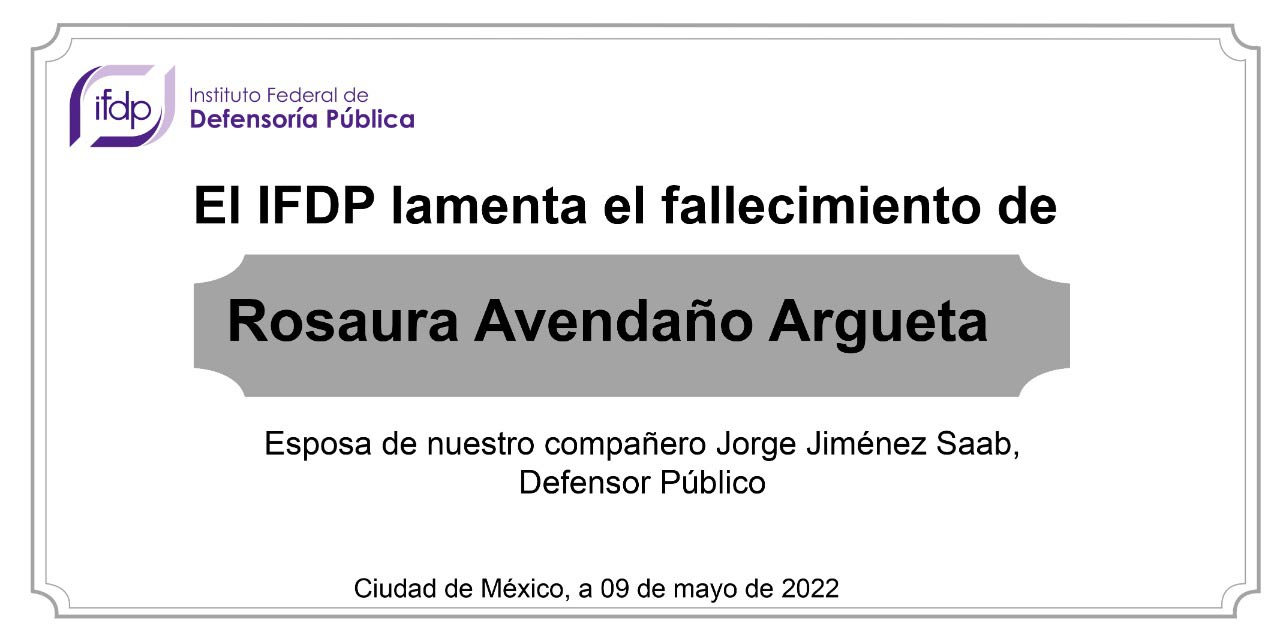 ifdp
Instituto Federal de
Defensoría Pública
El IFDP lamenta el fallecimiento de
Rosaura Avendaño Argueta
Esposa de nuestro compañero Jorge Jiménez Saab,
Defensor Público
Ciudad de México, a 09 de mayo de 2022